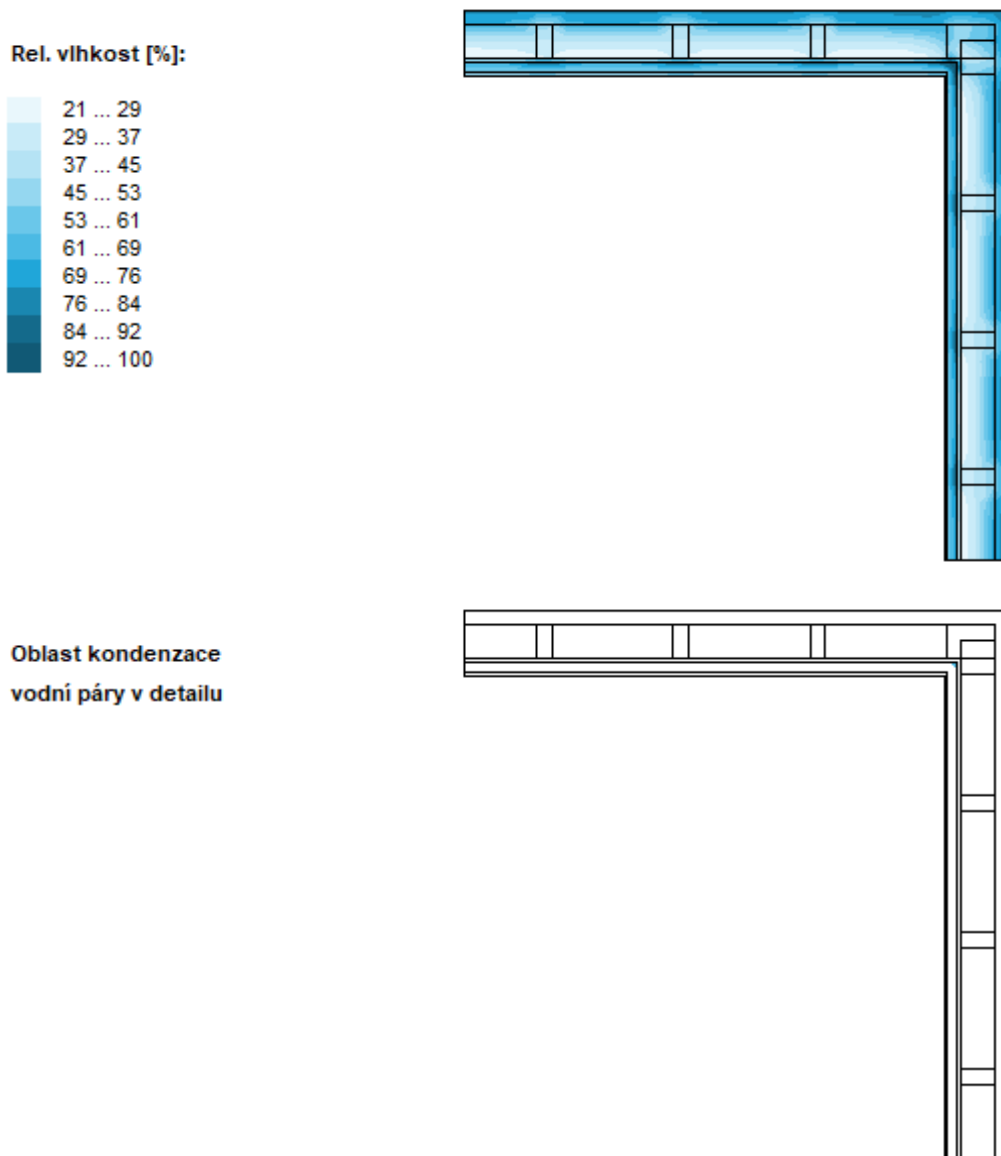 Rel. vlhkost [%]:
21 ... 29
29 ... 37
37 ... 45
45 ... 53
53 ... 61
61 ... 69
69 ... 76
76 ... 84
84 ... 92
92 ... 100
Oblast kondenzace
vodní páry v detailu